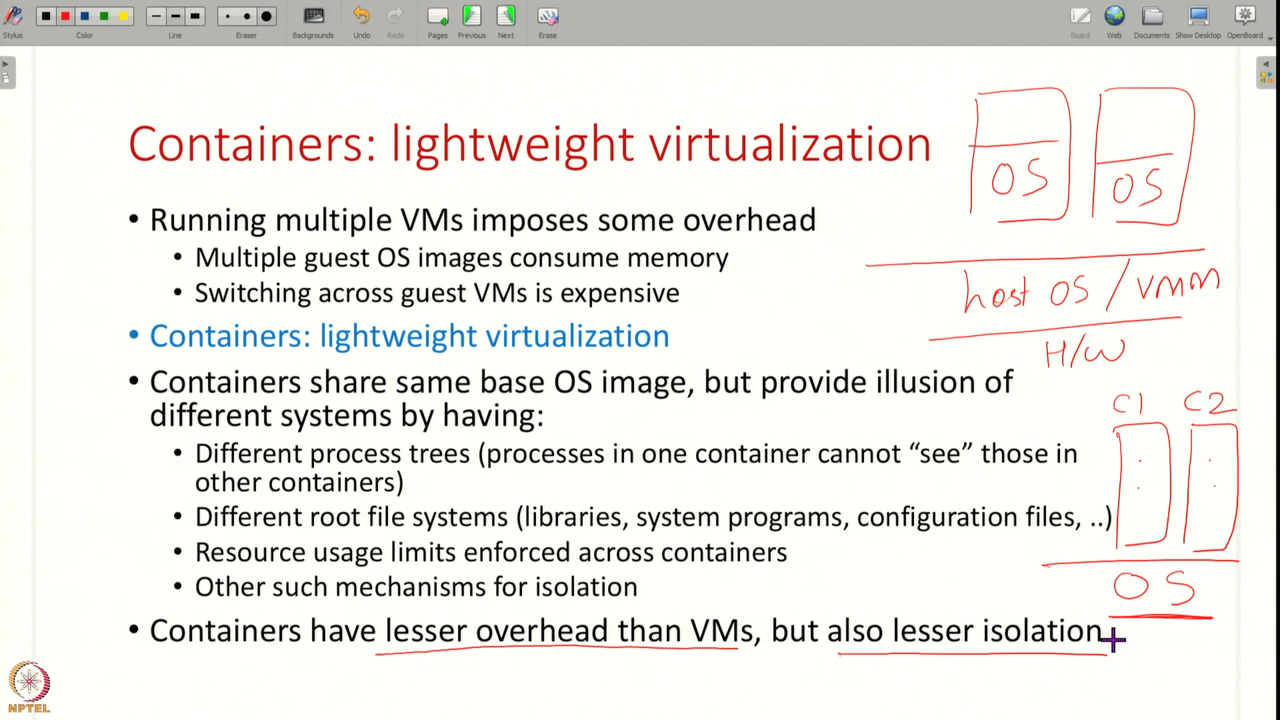 Stylus
Color
Line
Eraser
Backgrounds
Undo
Redo
Pages
Previous
Next
Erase
Board
Web
Documents
Show Desktop
OpenBoard
Containers: lightweight virtualization
• Running multiple VMs imposes some overhead
• Multiple guest OS images consume memory
• Switching across guest VMs is expensive
• Containers: lightweight virtualization
• Containers share same base OS image, but provide illusion of
different systems by having:
• Different process trees (processes in one container cannot “see” those in
other containers)
• Different root file systems (libraries, system programs, configuration files, ..)
• Resource usage limits enforced across containers
• Other such mechanisms for isolation
• Containers have lesser overhead than VMs, but also lesser isolation
OS
OS
host OS / VMM
H/W
C1 C2
OS
NPTEL